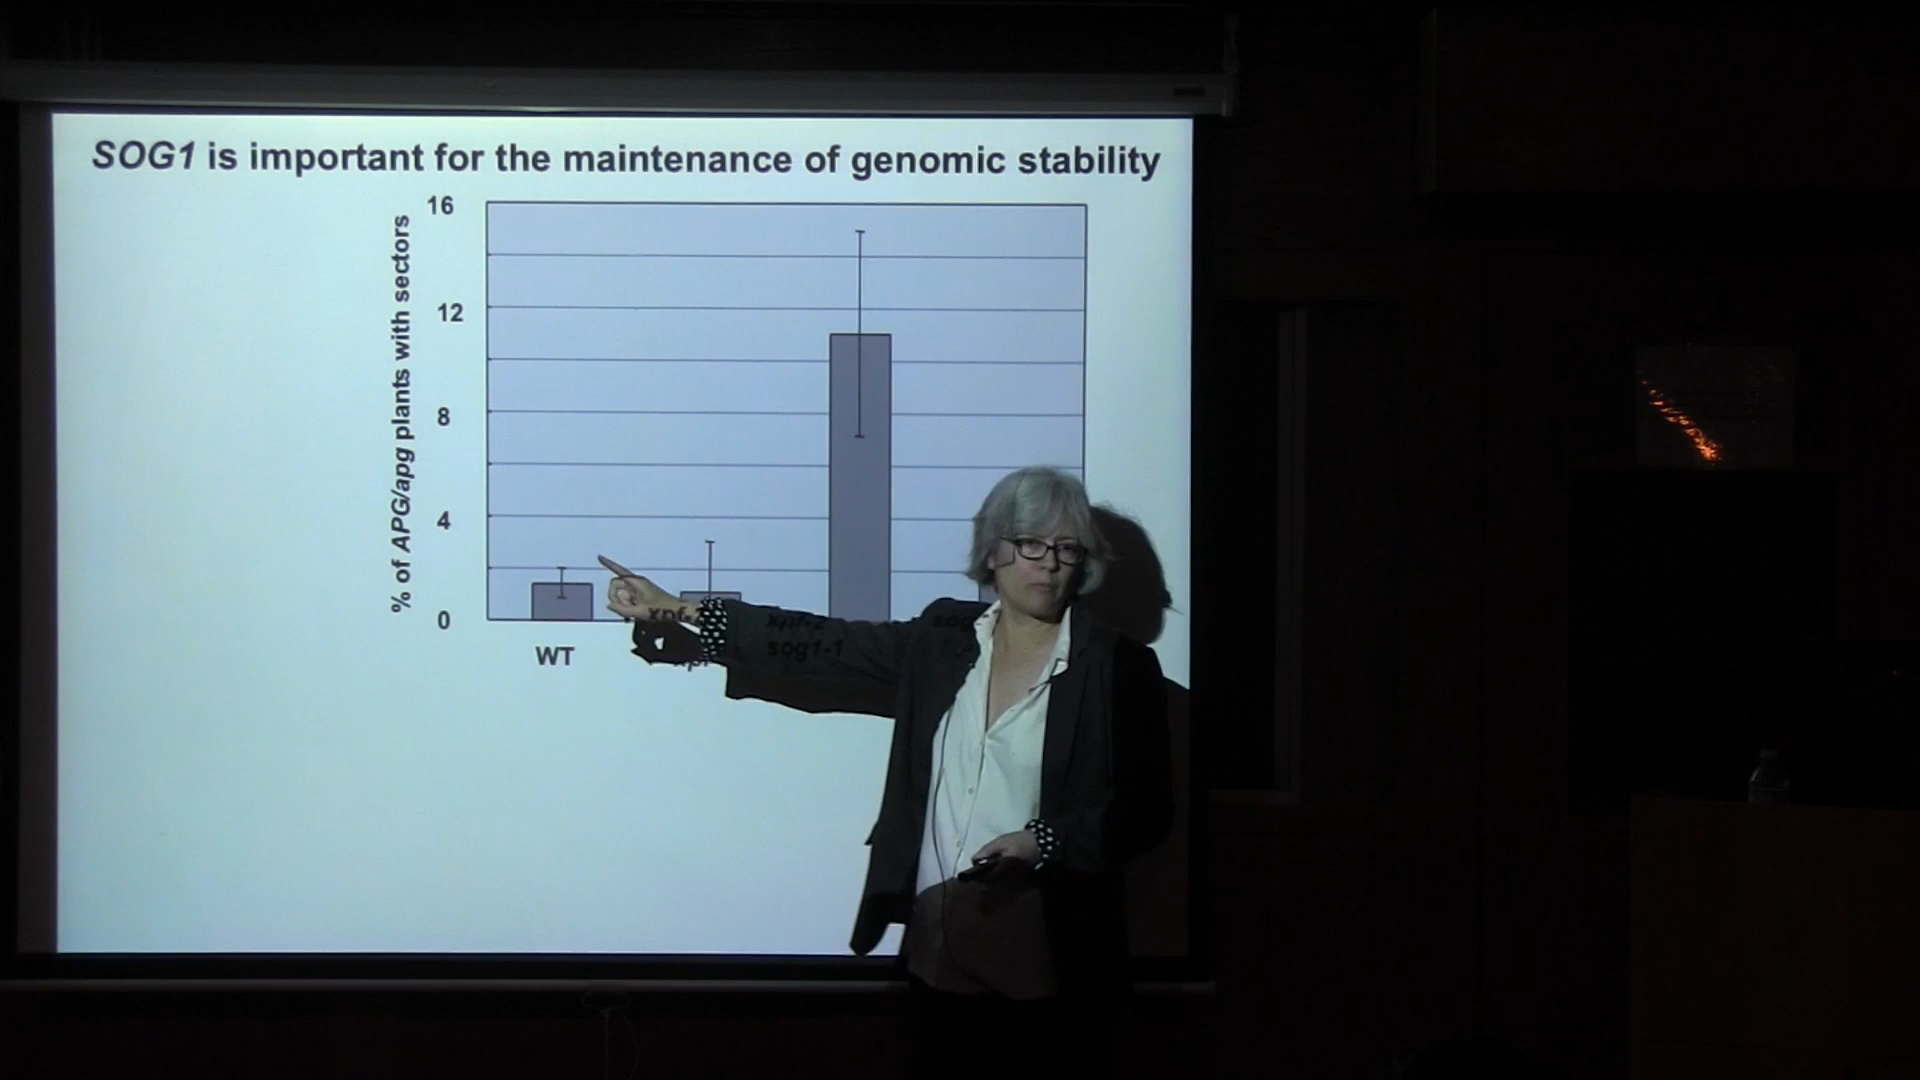 SOG1 is important for the maintenance of genomic stability
% of APG/apg plants with sectors
16
12
8
4
0
WT
xpf-2
sog1-1